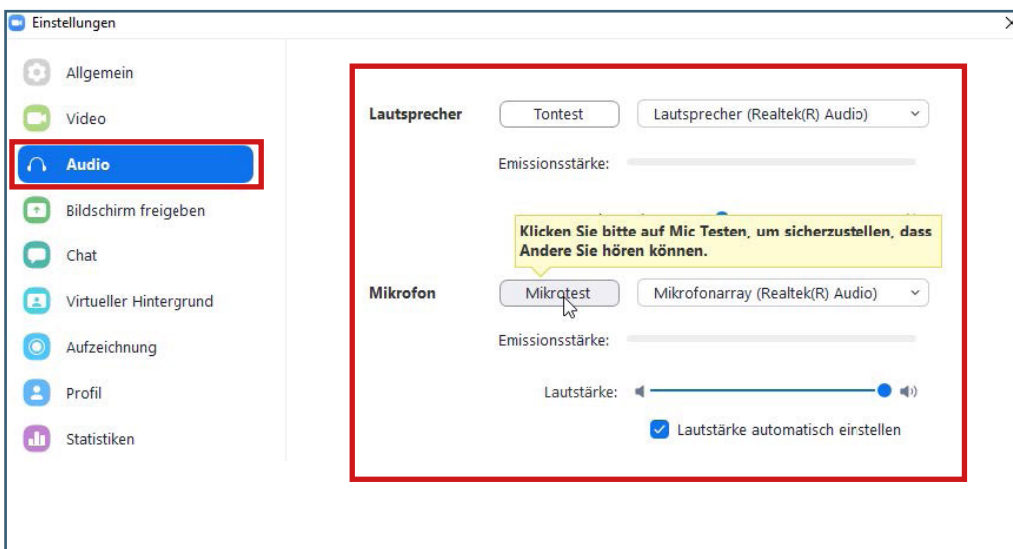 Einstellungen
Allgemein
Video
Audio
Bildschirm freigeben
Chat
Virtueller Hintergrund
Aufzeichnung
Profil
Statistiken
Lautsprecher Tontest Lautsprecher (Realtek(R) Audio)
Emissionsstärke:
Klicken Sie bitte auf Mic Testen, um sicherzustellen, dass
Andere Sie hören können.
Mikrofon Mikrotest Mikrofonarray (Realtek(R) Audio)
Emissionsstärke:
Lautstärke:
Lautstärke automatisch einstellen